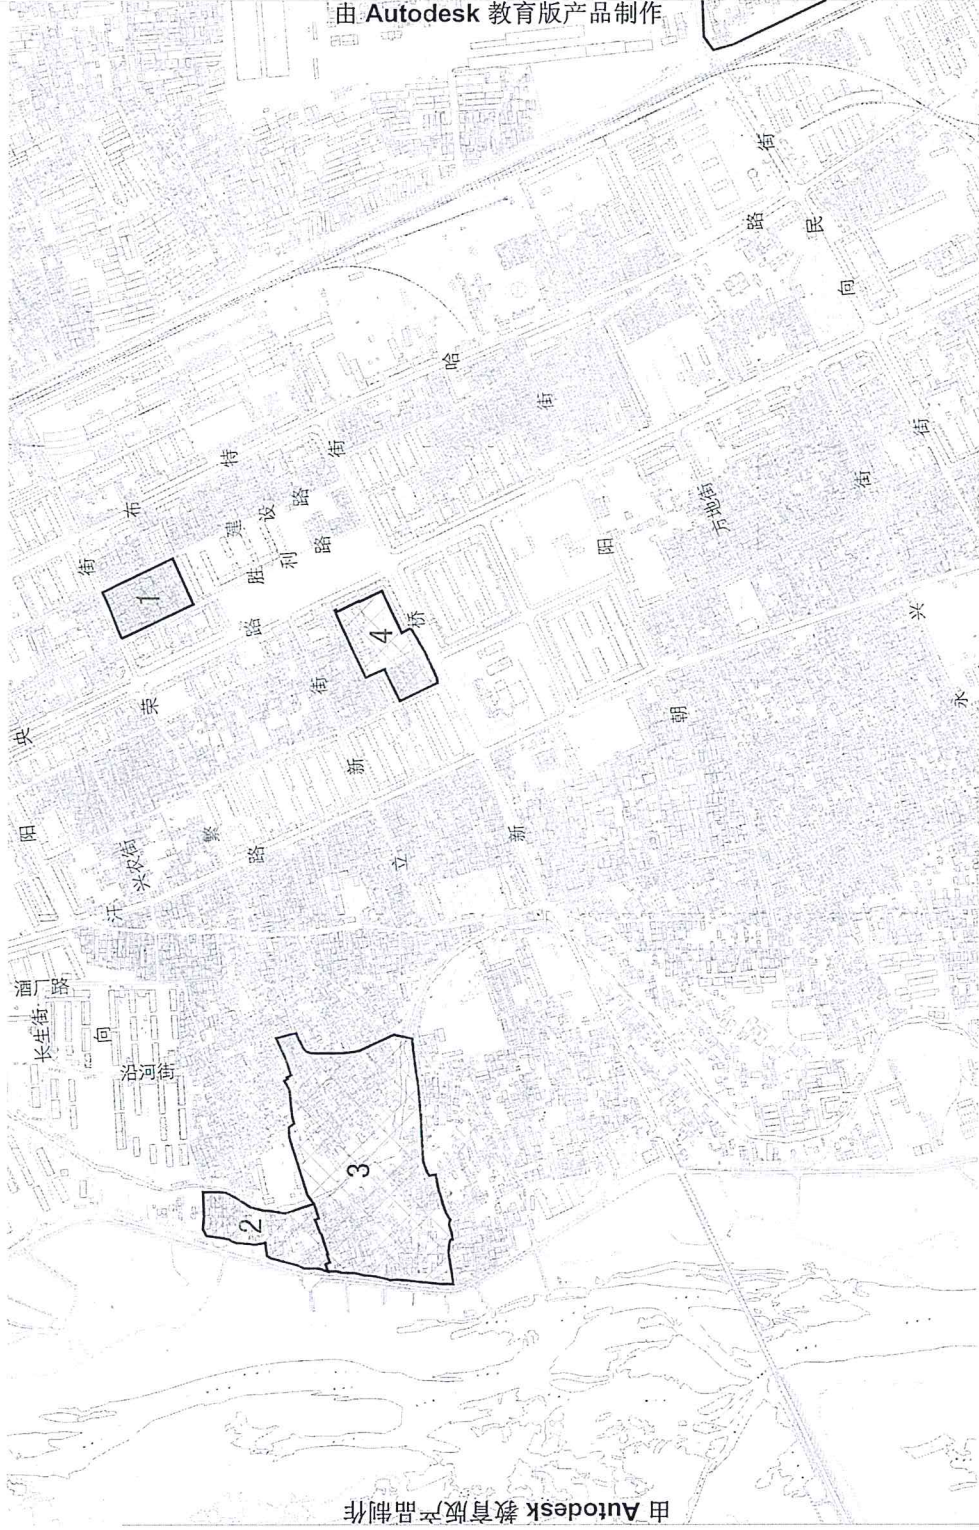 由 Autodesk 教育版产品制作
街
路
民
向
哈
街
街
特
街
街
布
路
设
建
街
方地街
路
利
胜
阳
街
1
4
桥
路
兴
街
荣
朝
永
央
新
阳
繁
新
兴农街
路
立
汗
酒厂路
长生街
向
沿河街
3
2
由 Autodesk 教育版产品制作